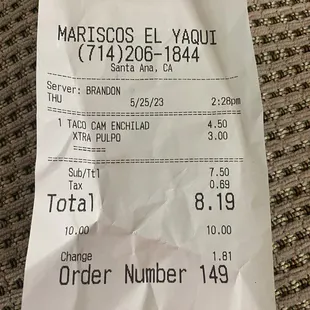 MARISCOS EL YAQUI
(714)206-1844
Santa Ana, CA
Server: BRANDON
THU 5/25/23 2:28pm
1 TACO CAM ENCHILAD 4.50
XTRA PULPO 3.00
Sub/Ttl 7.50
Tax 0.69
Total 8.19
10.00 10.00
Change 1.81
Order Number 149